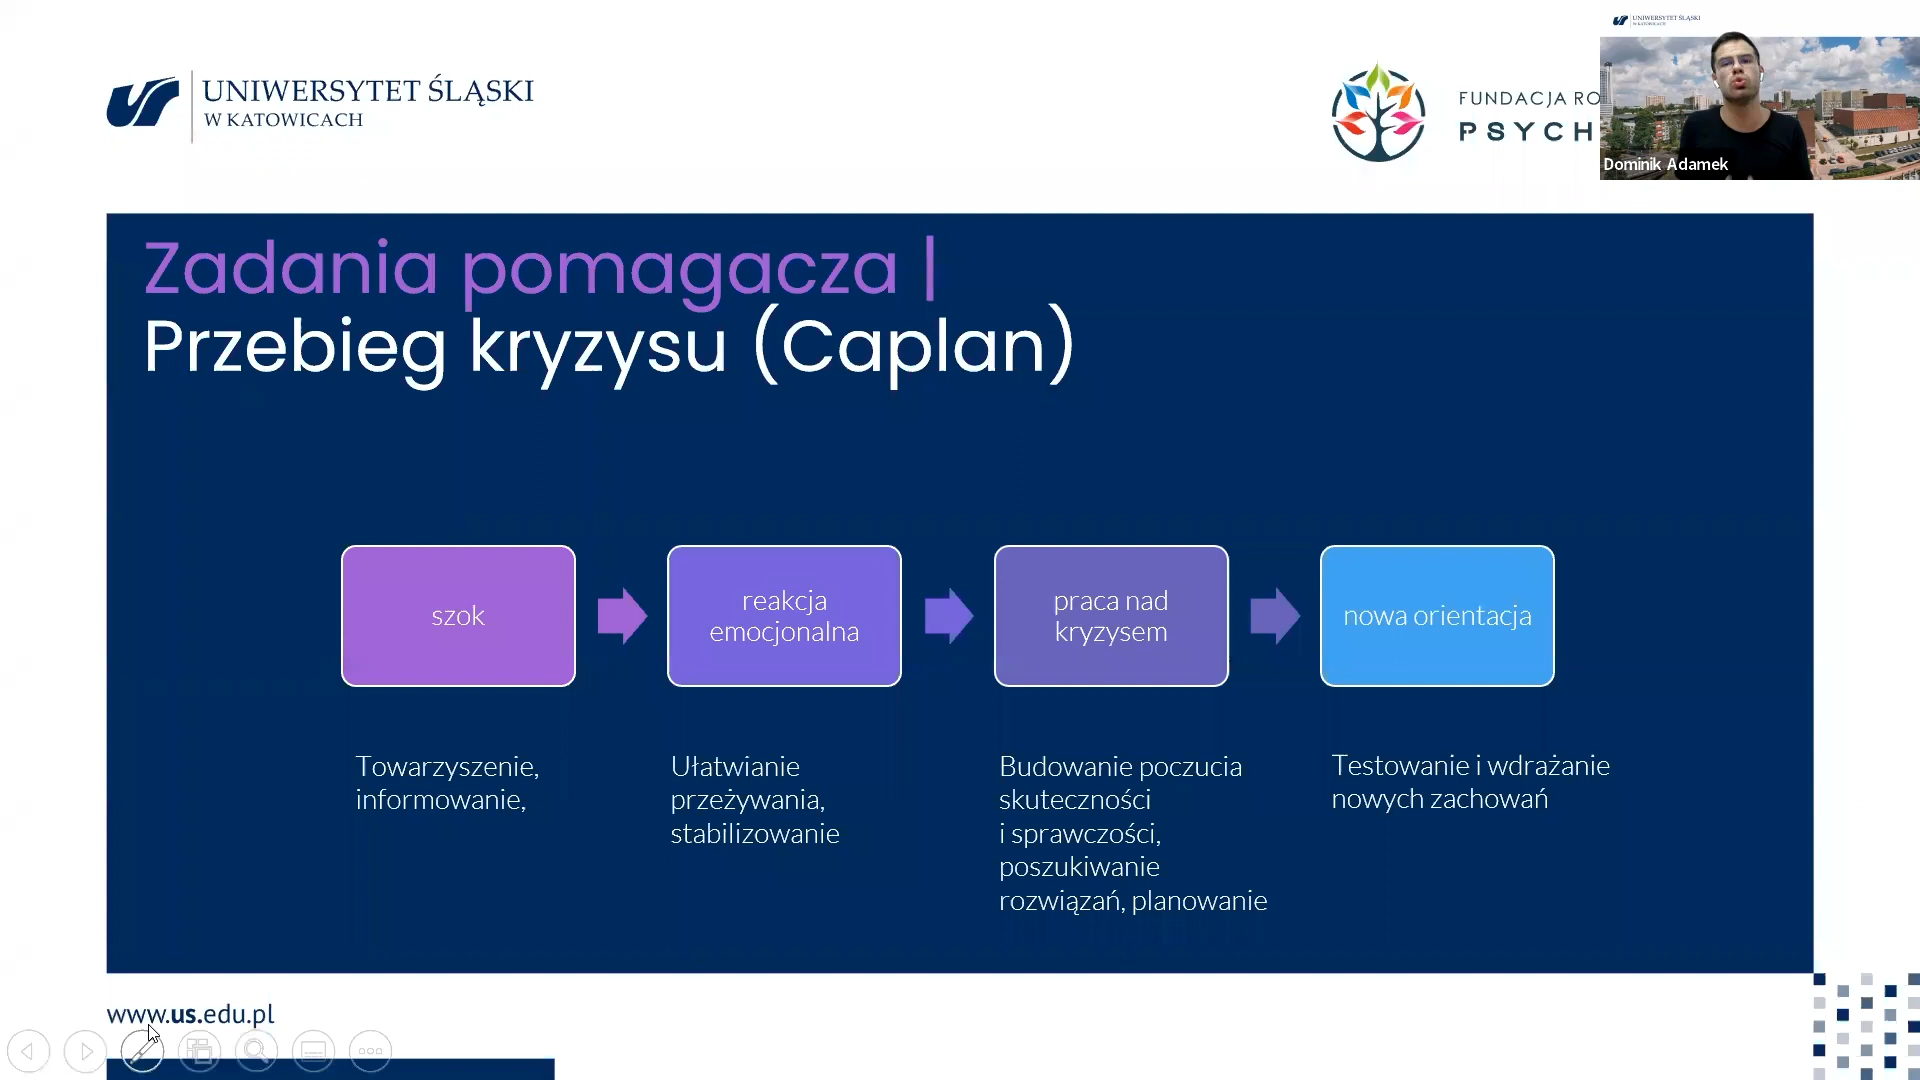 UNIWERSYTET ŚLĄSKI
W KATOWICACH
FUNDACJA
UNIWERSYTET ŚLĄSKI
W KATOWICACH
Dominik Adamek
Zadania pomagacza |
Przebieg kryzysu (Caplan)
szok
reakcja
emocjonalna
praca nad
kryzysem
nowa orientacja
Towarzyszenie,
informowanie,
Ułatwianie
przeżywania,
stabilizowanie
Budowanie poczucia
skuteczności
i sprawczości,
poszukiwanie
rozwiązań, planowanie
Testowanie i wdrażanie
nowych zachowań
www.us.edu.pl